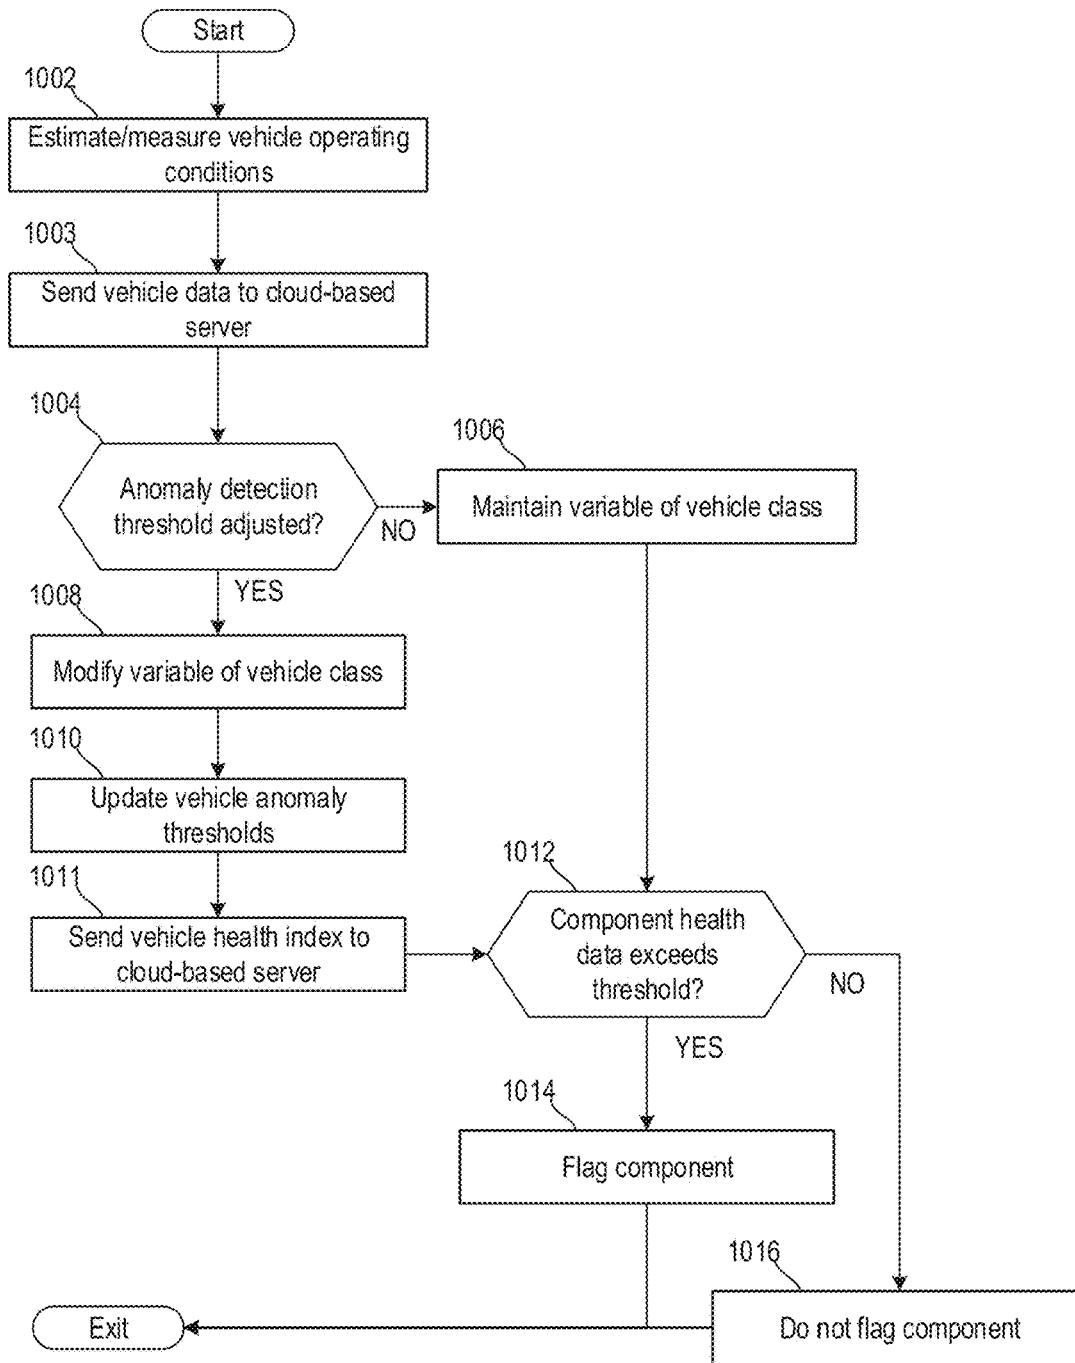 Start
1002
Estimate/measure vehicle operating
conditions
1003
Send vehicle data to cloud-based
server
1004
Anomaly detection
threshold adjusted?
NO
1006
Maintain variable of vehicle class
YES
1008
Modify variable of vehicle class
1010
Update vehicle anomaly
thresholds
1011
Send vehicle health index to
cloud-based server
1012
Component health
data exceeds
threshold?
NO
YES
1014
Flag component
1016
Do not flag component
Exit